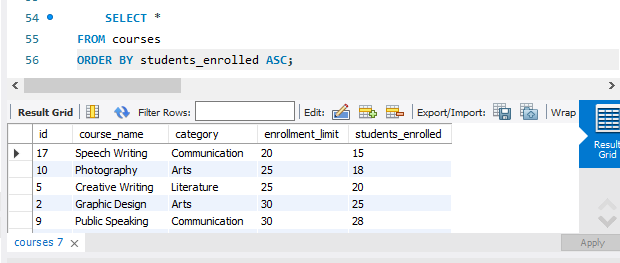 54 SELECT *
55 FROM courses
56 ORDER BY students_enrolled ASC;
Result Grid Filter Rows: Edit: Export/Import: Wrap
id course_name category enrollment_limit students_enrolled
17 Speech Writing Communication 20 15
10 Photography Arts 25 18
5 Creative Writing Literature 25 20
2 Graphic Design Arts 30 25
9 Public Speaking Communication 30 28
Result
Grid
courses 7 Apply